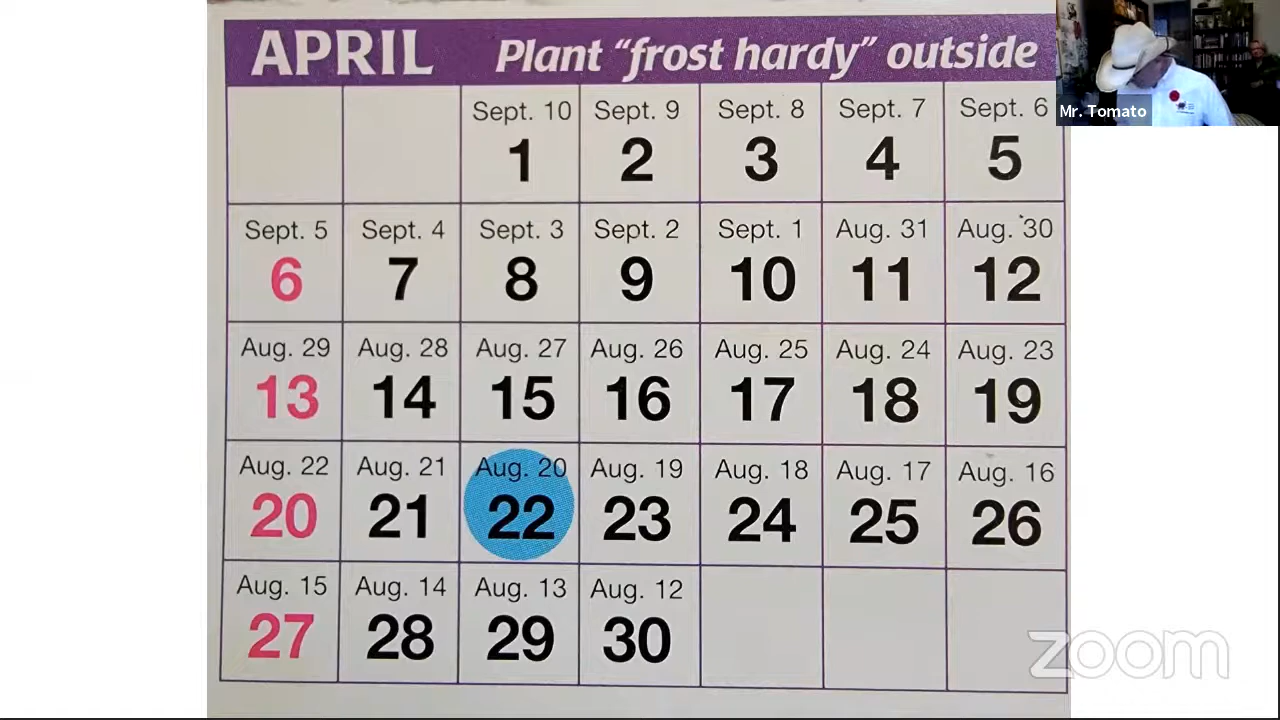 APRIL Plant “frost hardy” outside
Mr. Tomato
Sept. 10 Sept. 9 Sept. 8 Sept. 7 Sept. 6
1 2 3 4 5
Sept. 5 Sept. 4 Sept. 3 Sept. 2 Sept. 1 Aug. 31 Aug. 30
6 7 8 9 10 11 12
Aug. 29 Aug. 28 Aug. 27 Aug. 26 Aug. 25 Aug. 24 Aug. 23
13 14 15 16 17 18 19
Aug. 22 Aug. 21 Aug. 20 Aug. 19 Aug. 18 Aug. 17 Aug. 16
20 21 22 23 24 25 26
Aug. 15 Aug. 14 Aug. 13 Aug. 12
27 28 29 30
zoom